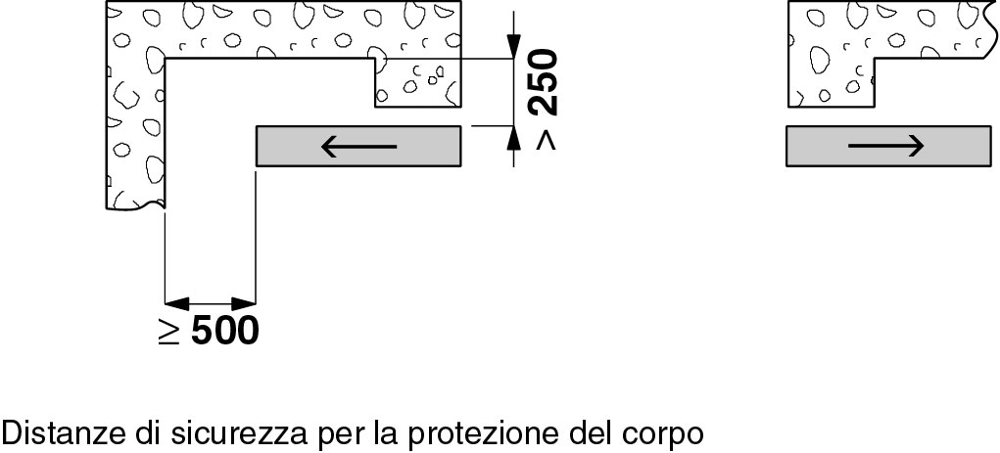 > 250
≥ 500
Distanze di sicurezza per la protezione del corpo